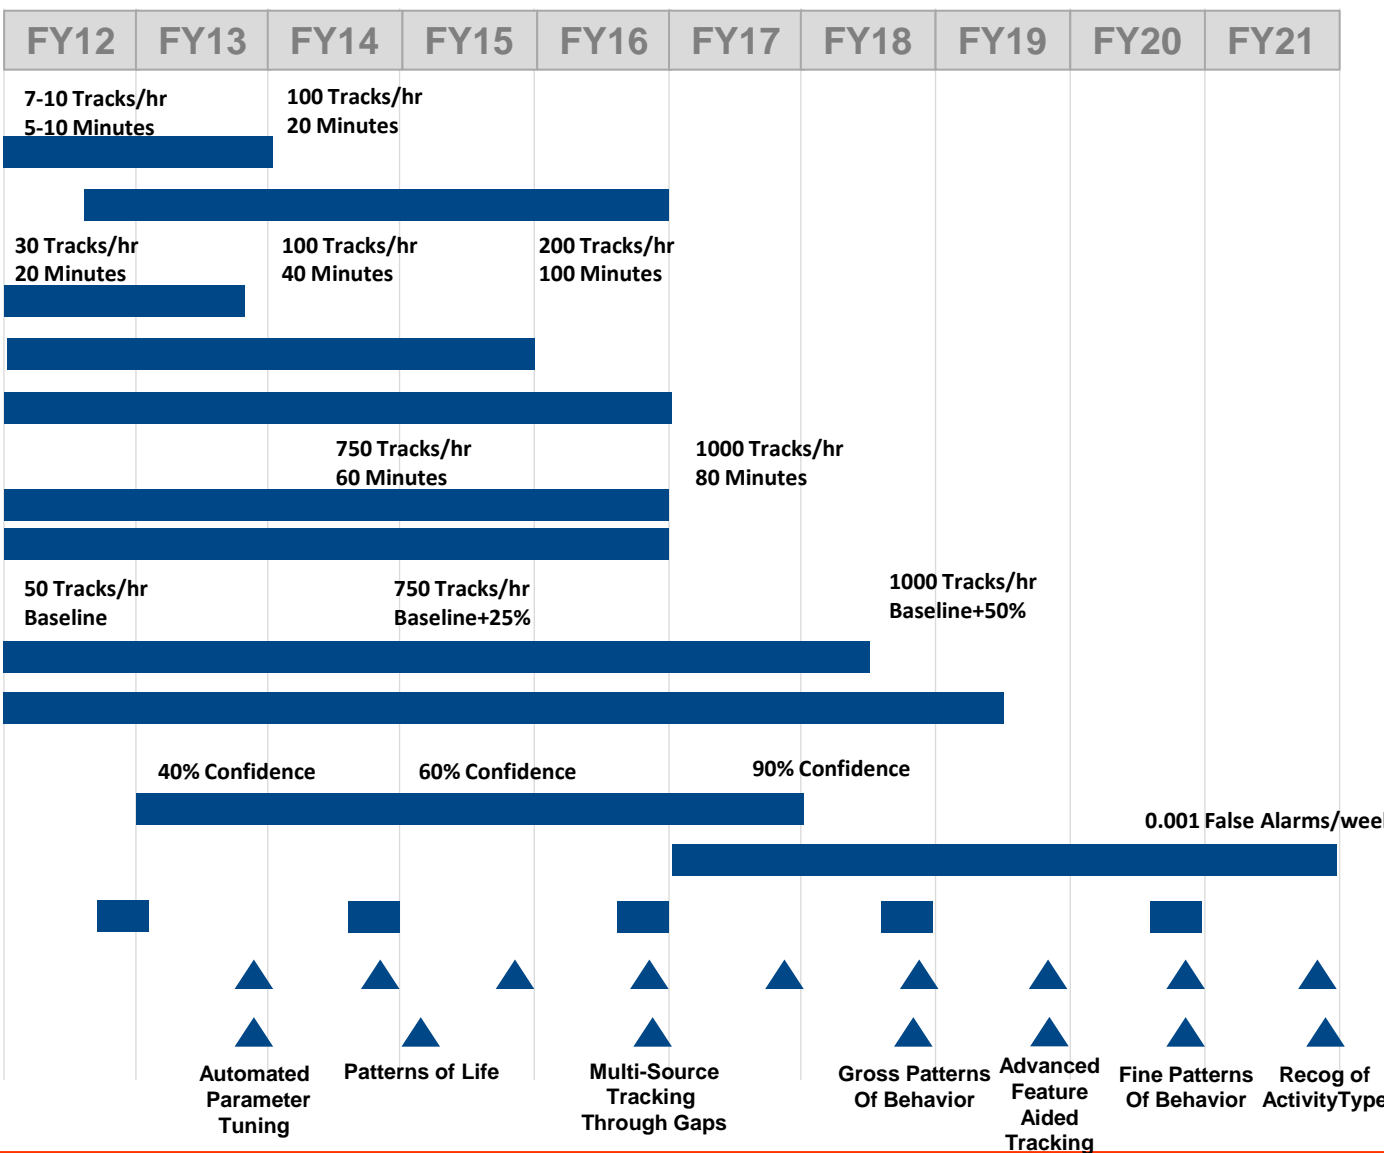 FY12 FY13 FY14 FY15 FY16 FY17 FY18 FY19 FY20 FY21
7-10 Tracks/hr
5-10 Minutes
100 Tracks/hr
20 Minutes
30 Tracks/hr
20 Minutes
100 Tracks/hr
40 Minutes
200 Tracks/hr
100 Minutes
750 Tracks/hr
60 Minutes
1000 Tracks/hr
80 Minutes
50 Tracks/hr
Baseline
750 Tracks/hr
Baseline+25%
1000 Tracks/hr
Baseline+50%
40% Confidence
60% Confidence
90% Confidence
0.001 False Alarms/week
Automated
Parameter
Tuning
Patterns of Life
Multi-Source
Tracking
Through Gaps
Gross Patterns
Of Behavior
Advanced
Feature
Aided
Tracking
Fine Patterns
Of Behavior
Recog of
ActivityType